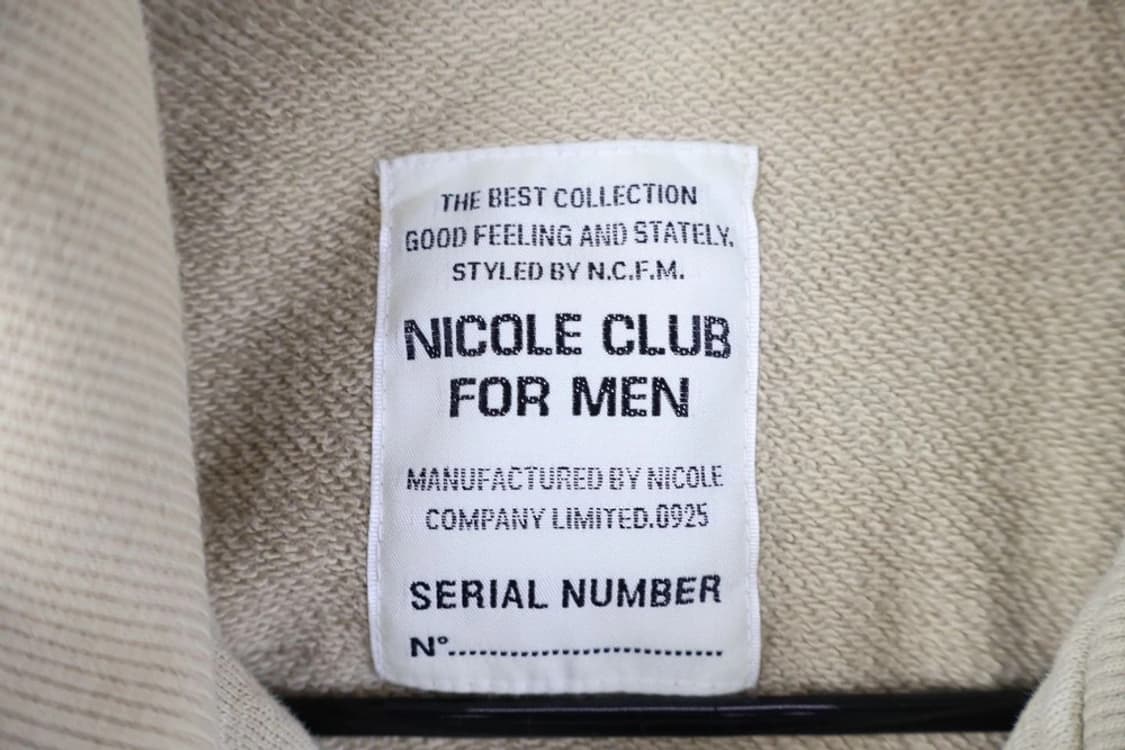 THE BEST COLLECTION
GOOD FEELING AND STATELY.
STYLED BY N.C.F.M.
NICOLE CLUB
FOR MEN
MANUFACTURED BY NICOLE
COMPANY LIMITED.0925
SERIAL NUMBER
N°............................